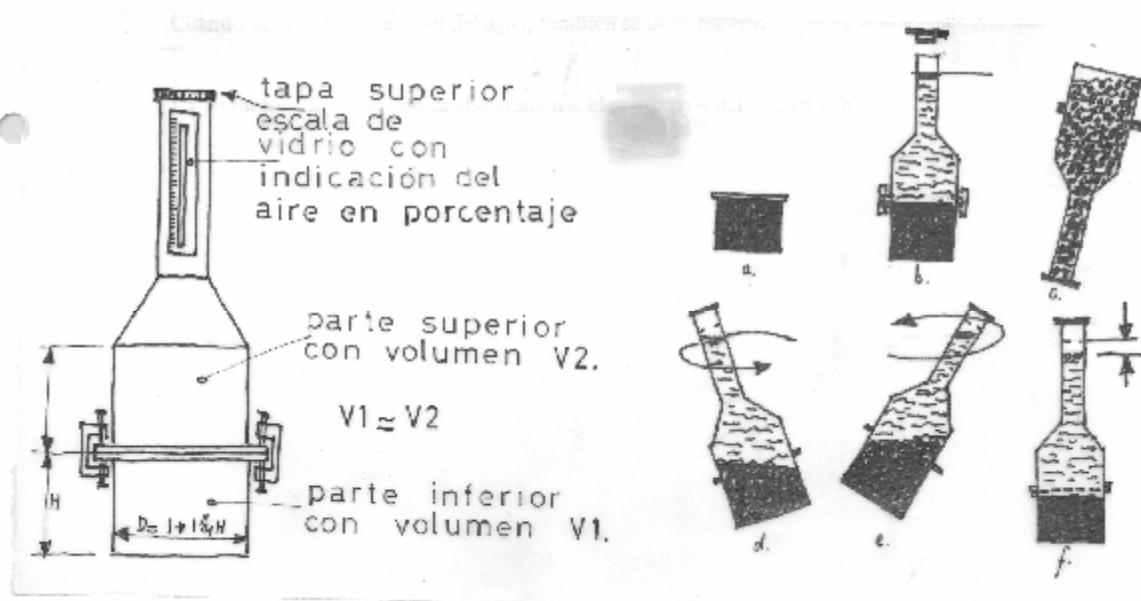 tapa superior
escala de
vidrio con
indicación del
aire en porcentaje
parte superior
con volumen V2.
V1 ≃ V2
parte inferior
con volumen V1.
H
a.
b.
c.
d.
e.
f.